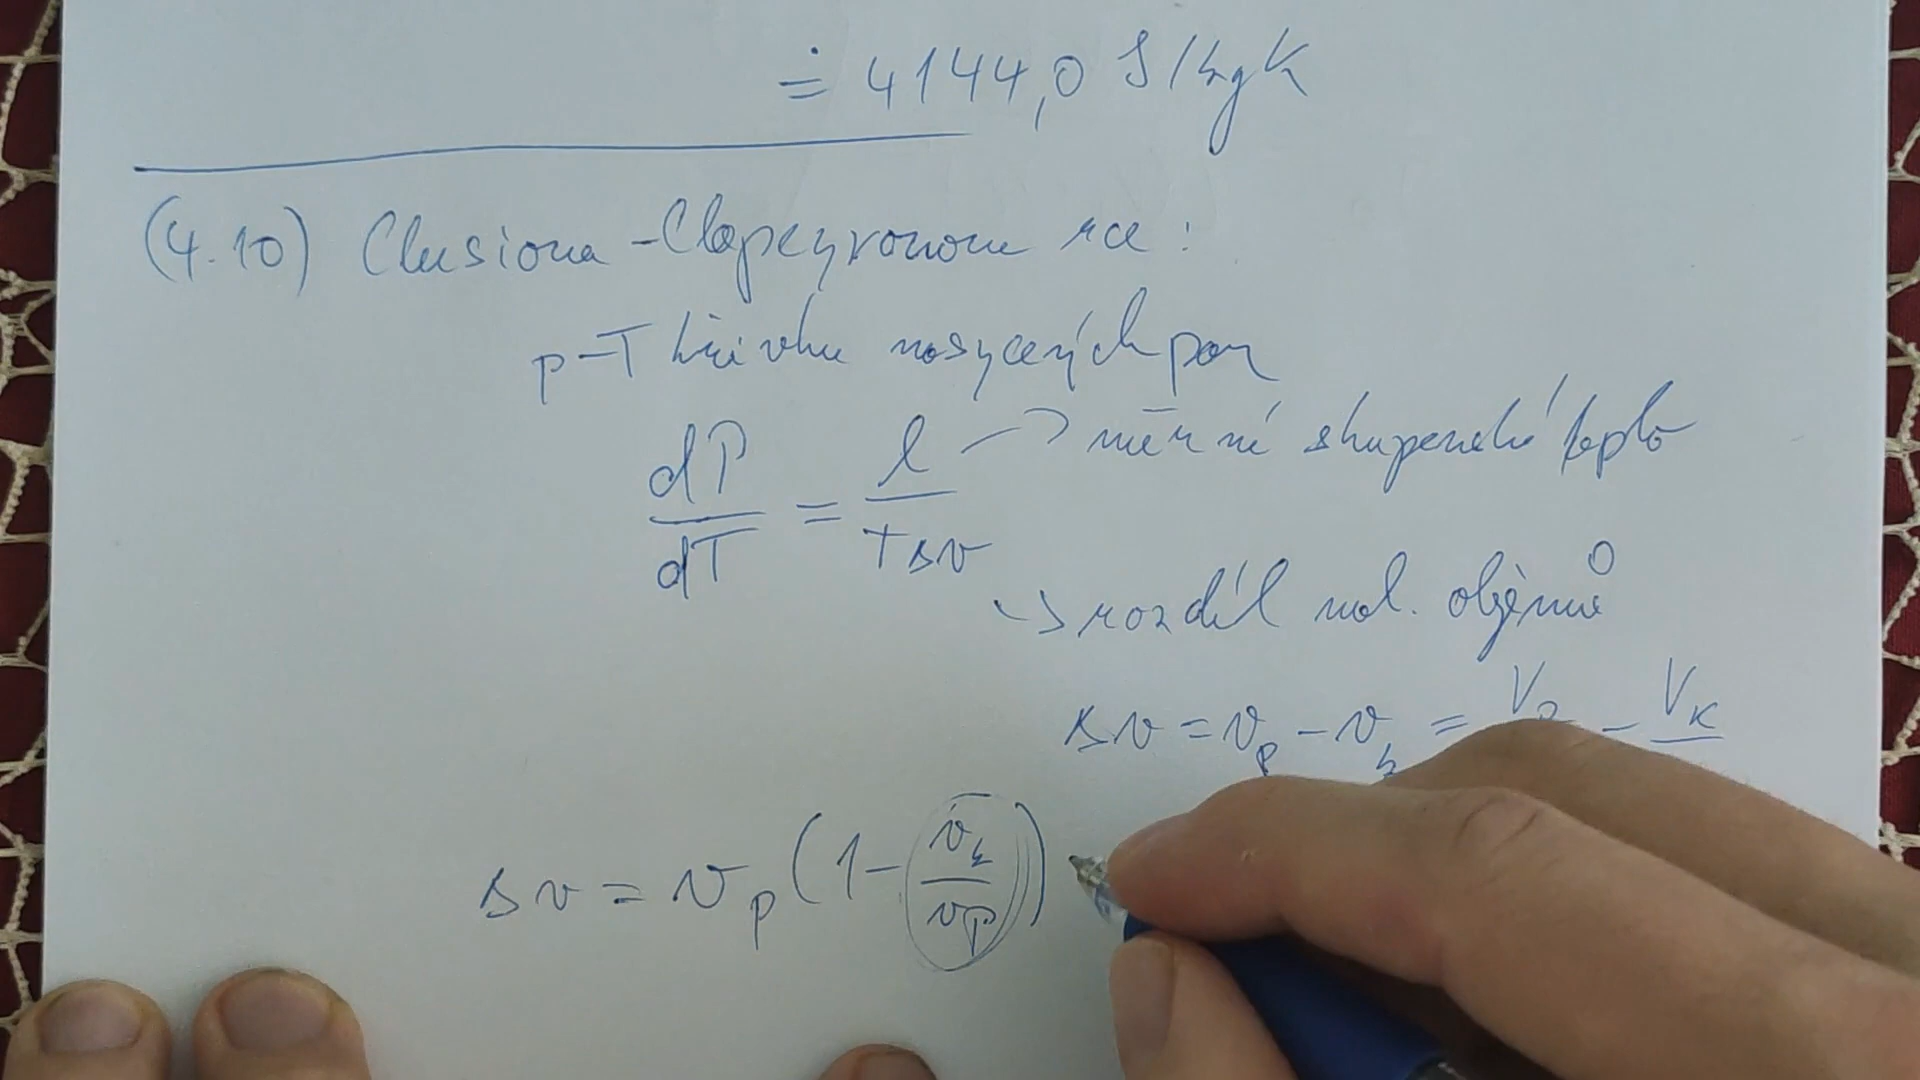 ≐ 4144,0 J/kgK
(4.10) Clusiova-Clapeyronova rce:
p-T křivka nasycených par
dP/dT = l/(TΔv) → měrné skupenské teplo
→ rozdíl mol. objemů
Δv = v_p - v_k = V_p - V_K
Δv = v_p (1 - v_k/v_p)